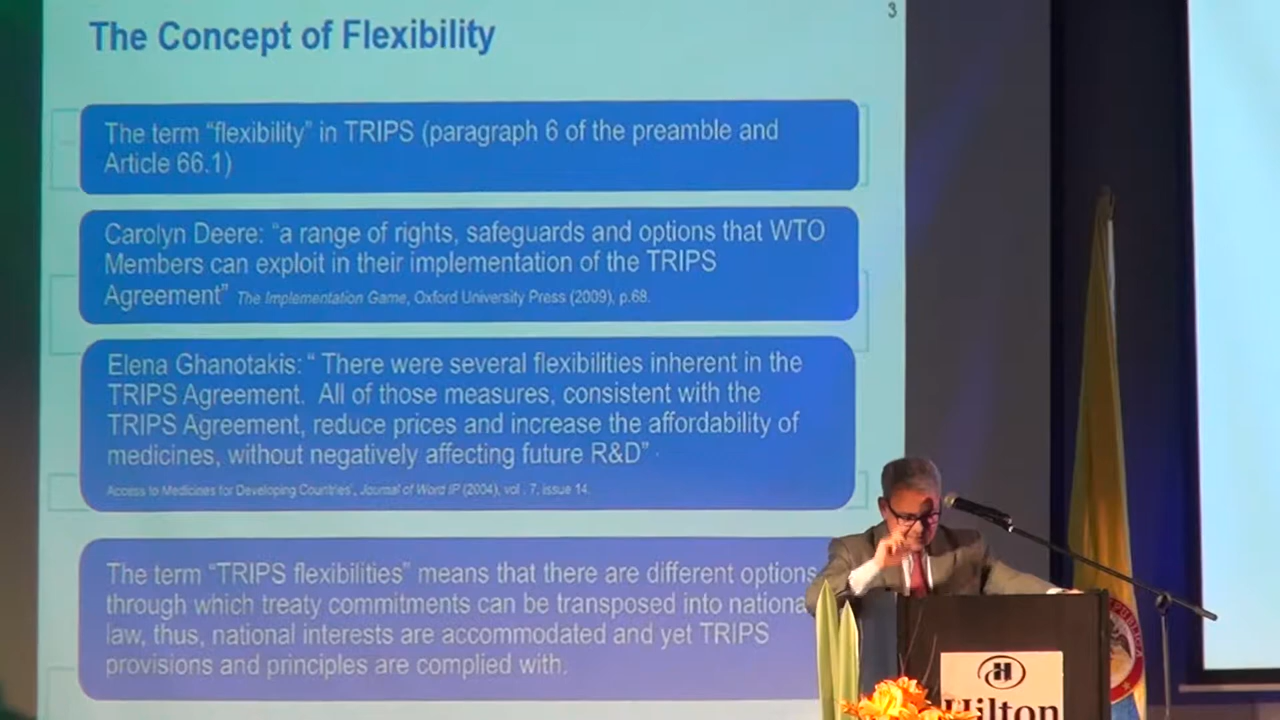 3
The Concept of Flexibility
The term “flexibility” in TRIPS (paragraph 6 of the preamble and
Article 66.1)
Carolyn Deere: “a range of rights, safeguards and options that WTO
Members can exploit in their implementation of the TRIPS
Agreement” The Implementation Game, Oxford University Press (2009), p.68.
Elena Ghanotakis: “ There were several flexibilities inherent in the
TRIPS Agreement. All of those measures, consistent with the
TRIPS Agreement, reduce prices and increase the affordability of
medicines, without negatively affecting future R&D”
Access to Medicines for Developing Countries’, Journal of Word IP (2004), vol . 7, issue 14.
The term “TRIPS flexibilities” means that there are different options
through which treaty commitments can be transposed into nationa
law, thus, national interests are accommodated and yet TRIPS
provisions and principles are complied with.
H
Hilton